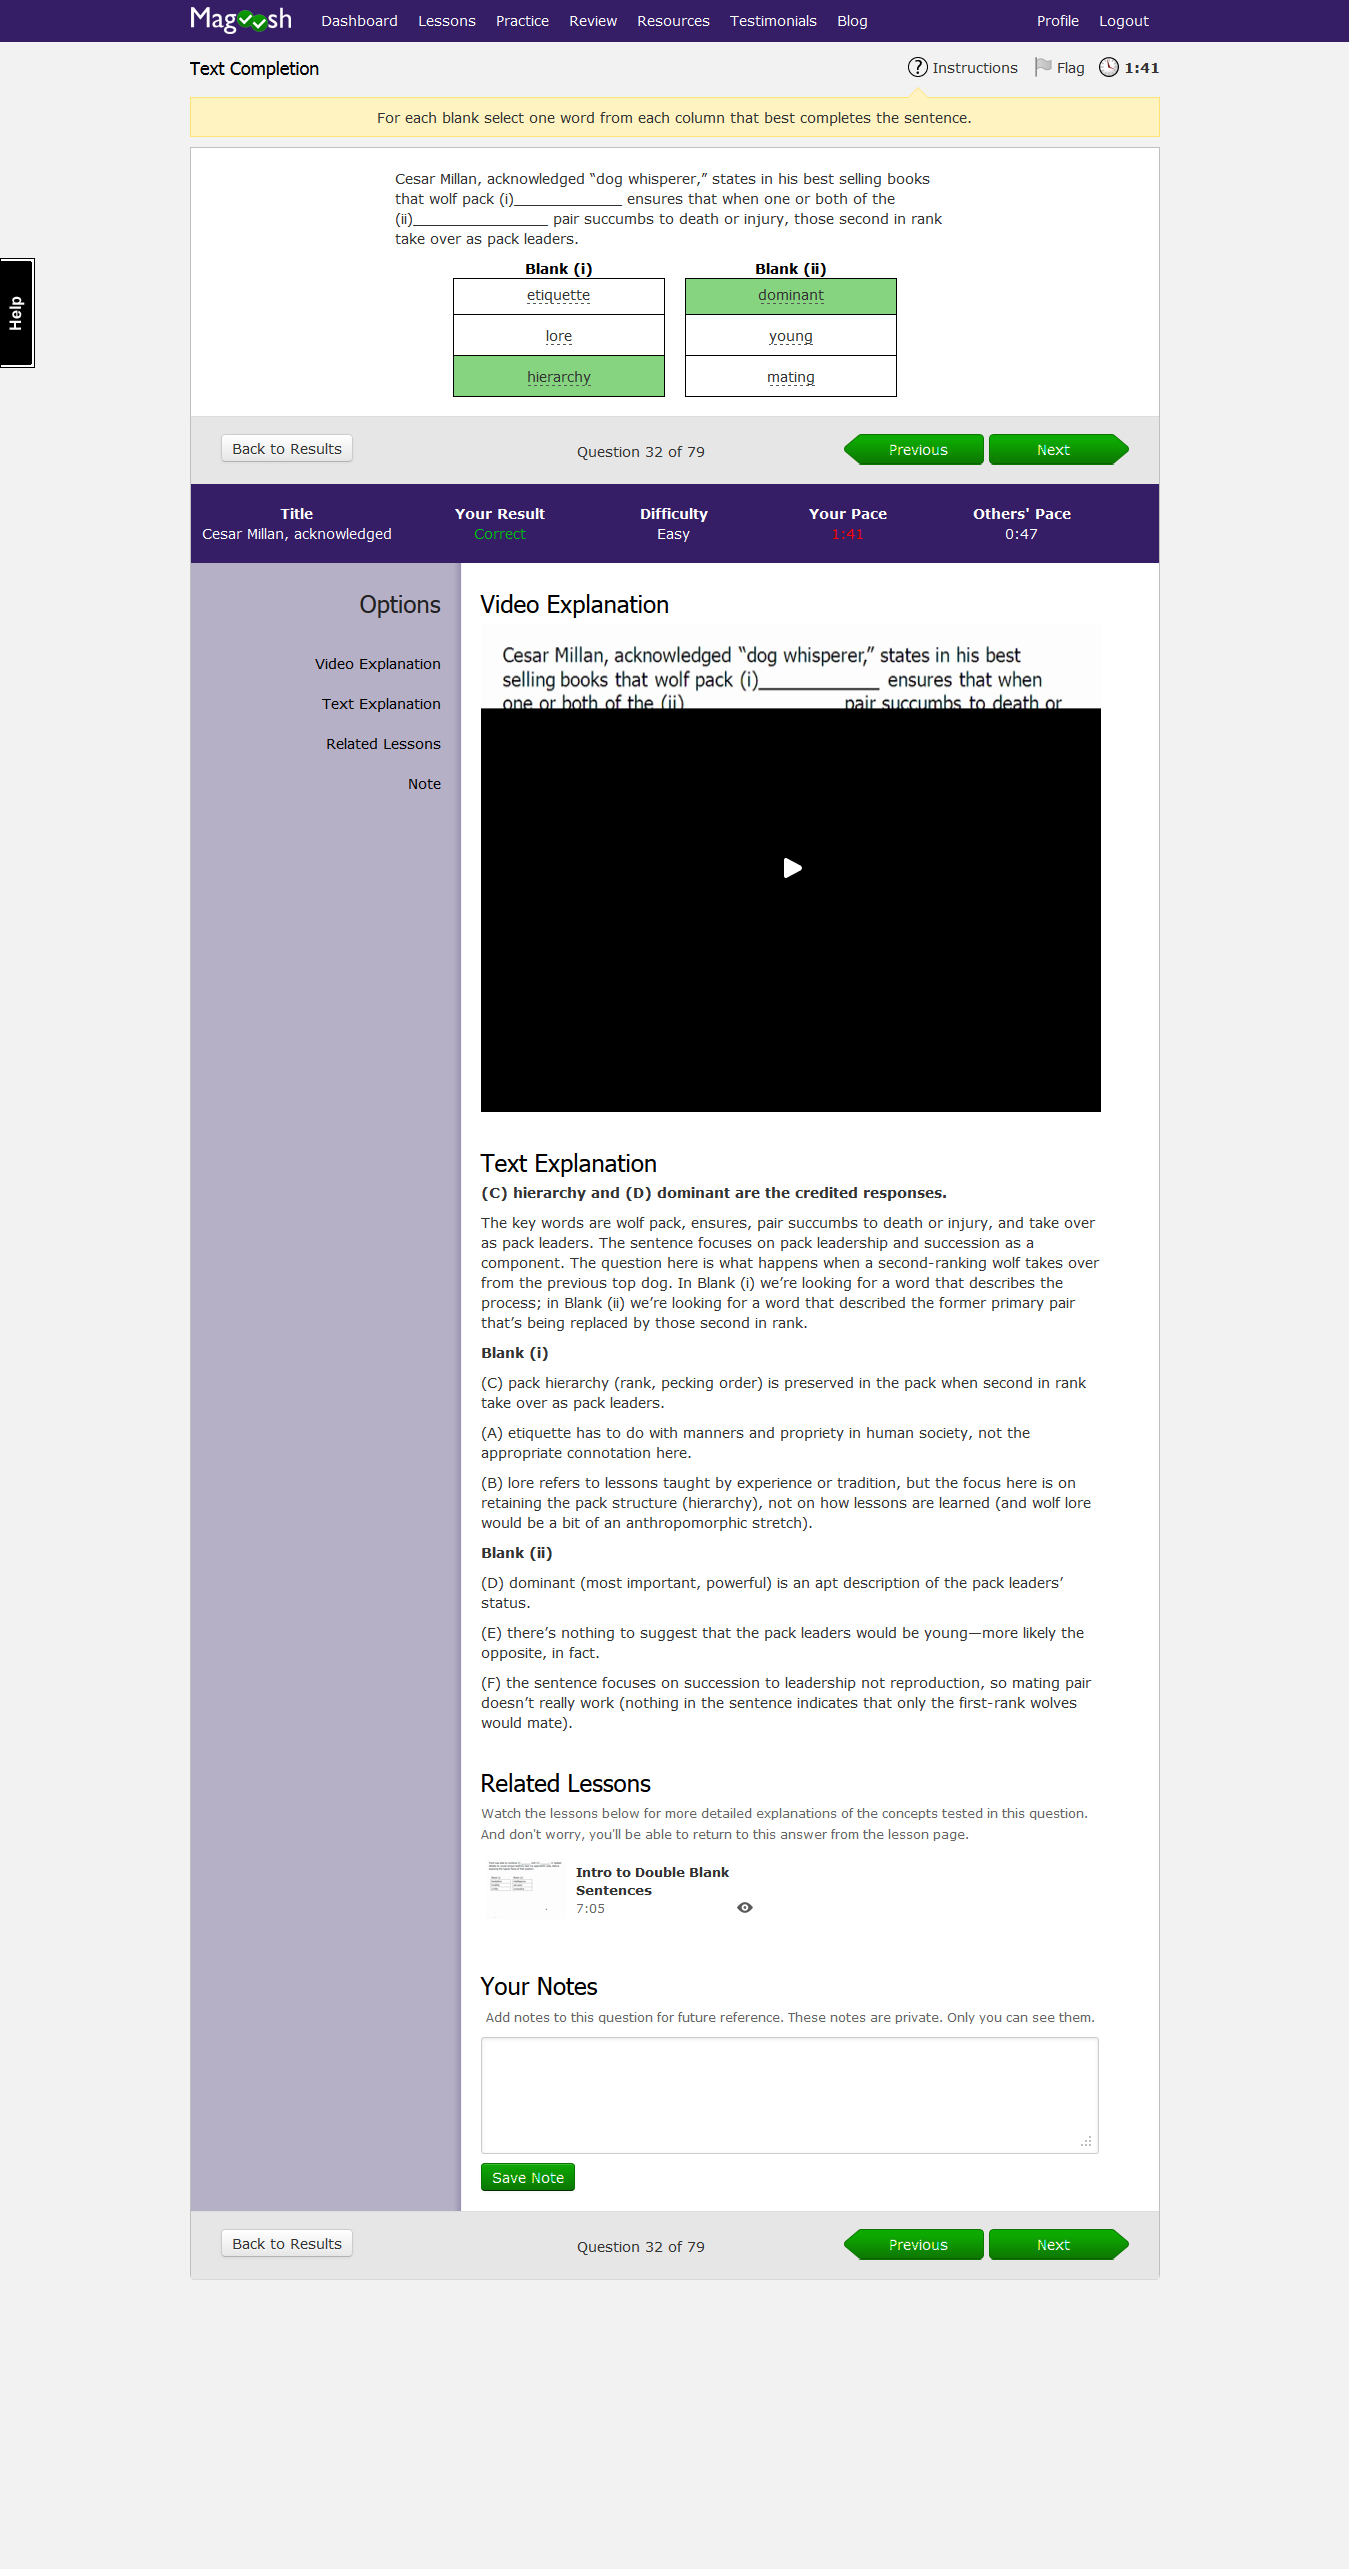 Magoosh Dashboard Lessons Practice Review Resources Testimonials Blog Profile Logout
Text Completion ? Instructions Flag 1:41
For each blank select one word from each column that best completes the sentence.
Cesar Millan, acknowledged “dog whisperer,” states in his best selling books
that wolf pack (i)_____________ ensures that when one or both of the
(ii)________________ pair succumbs to death or injury, those second in rank
take over as pack leaders.
Help
Blank (i) Blank (ii)
etiquette dominant
lore young
hierarchy mating
Back to Results Question 32 of 79 Previous Next
Title Your Result Difficulty Your Pace Others' Pace
Cesar Millan, acknowledged Correct Easy 1:41 0:47
Options
Video Explanation
Text Explanation
Related Lessons
Note
Video Explanation
Cesar Millan, acknowledged “dog whisperer,” states in his best
selling books that wolf pack (i)____________ ensures that when
one or both of the (ii) pair succumbs to death or
Text Explanation
(C) hierarchy and (D) dominant are the credited responses.
The key words are wolf pack, ensures, pair succumbs to death or injury, and take over
as pack leaders. The sentence focuses on pack leadership and succession as a
component. The question here is what happens when a second-ranking wolf takes over
from the previous top dog. In Blank (i) we’re looking for a word that describes the
process; in Blank (ii) we’re looking for a word that described the former primary pair
that’s being replaced by those second in rank.
Blank (i)
(C) pack hierarchy (rank, pecking order) is preserved in the pack when second in rank
take over as pack leaders.
(A) etiquette has to do with manners and propriety in human society, not the
appropriate connotation here.
(B) lore refers to lessons taught by experience or tradition, but the focus here is on
retaining the pack structure (hierarchy), not on how lessons are learned (and wolf lore
would be a bit of an anthropomorphic stretch).
Blank (ii)
(D) dominant (most important, powerful) is an apt description of the pack leaders’
status.
(E) there’s nothing to suggest that the pack leaders would be young—more likely the
opposite, in fact.
(F) the sentence focuses on succession to leadership not reproduction, so mating pair
doesn’t really work (nothing in the sentence indicates that only the first-rank wolves
would mate).
Related Lessons
Watch the lessons below for more detailed explanations of the concepts tested in this question.
And don't worry, you'll be able to return to this answer from the lesson page.
Intro to Double Blank
Sentences
7:05
Your Notes
Add notes to this question for future reference. These notes are private. Only you can see them.
Save Note
Back to Results Question 32 of 79 Previous Next